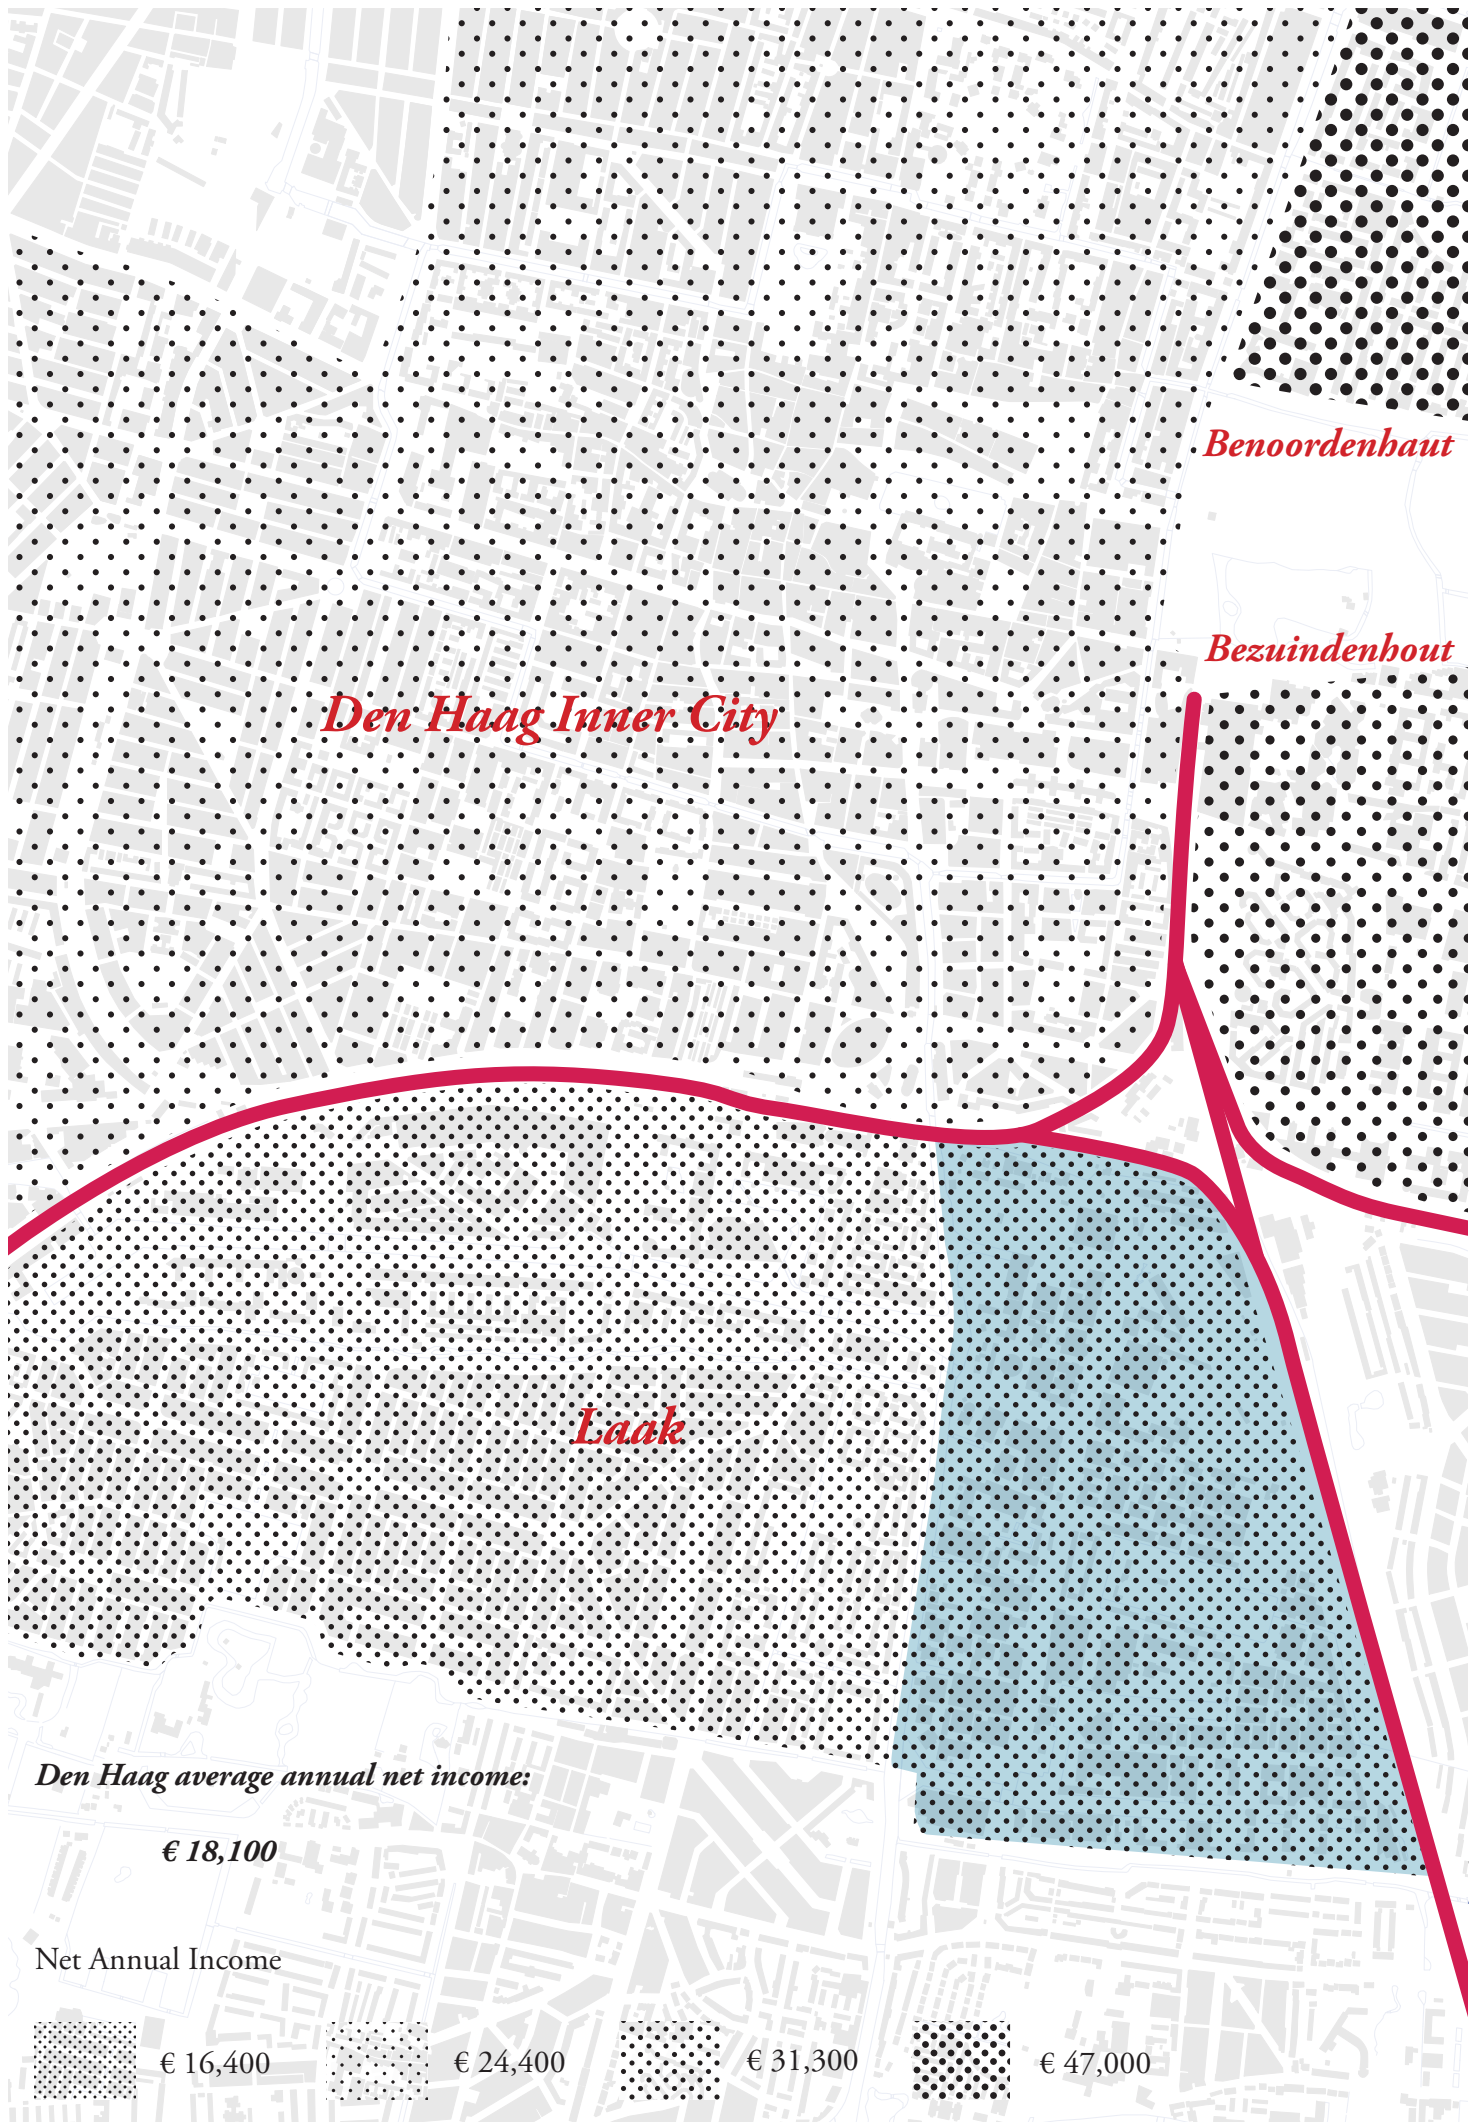 Benoordenhaut
Bezuindenhout
Den Haag Inner City
Laak
Den Haag average annual net income:
€ 18,100
Net Annual Income
€ 16,400
€ 24,400
€ 31,300
€ 47,000